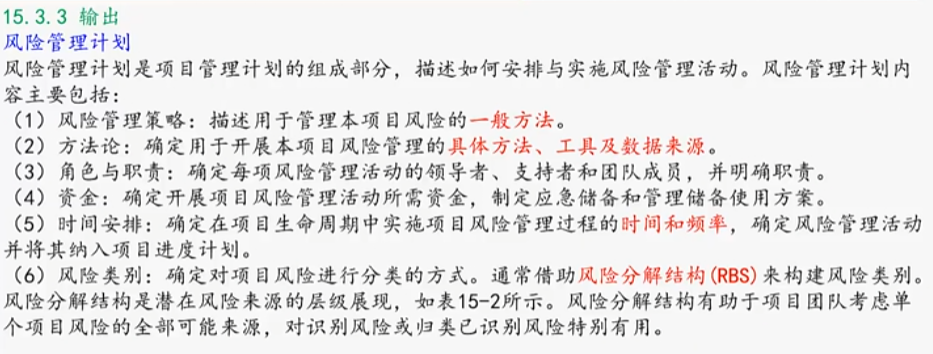 15.3.3 输出
风险管理计划
风险管理计划是项目管理计划的组成部分，描述如何安排与实施风险管理活动。风险管理计划内
容主要包括：
（1）风险管理策略：描述用于管理本项目风险的一般方法。
（2）方法论：确定用于开展本项目风险管理的具体方法、工具及数据来源。
（3）角色与职责：确定每项风险管理活动的领导者、支持者和团队成员，并明确职责。
（4）资金：确定开展项目风险管理活动所需资金，制定应急储备和管理储备使用方案。
（5）时间安排：确定在项目生命周期中实施项目风险管理过程的时间和频率，确定风险管理活动
并将其纳入项目进度计划。
（6）风险类别：确定对项目风险进行分类的方式。通常借助风险分解结构(RBS)来构建风险类别。
风险分解结构是潜在风险来源的层级展现，如表15-2所示。风险分解结构有助于项目团队考虑单
个项目风险的全部可能来源，对识别风险或归类已识别风险特别有用。